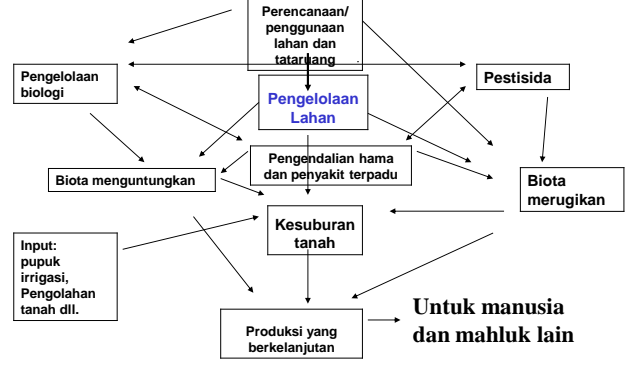 Perencanaan/
penggunaan
lahan dan
tataruang
Pengelolaan
biologi
Pestisida
Pengelolaan
Lahan
Pengendalian hama
dan penyakit terpadu
Biota menguntungkan
Biota
merugikan
Kesuburan
tanah
Input:
pupuk
irrigasi,
Pengolahan
tanah dll.
Produksi yang
berkelanjutan
Untuk manusia
dan mahluk lain